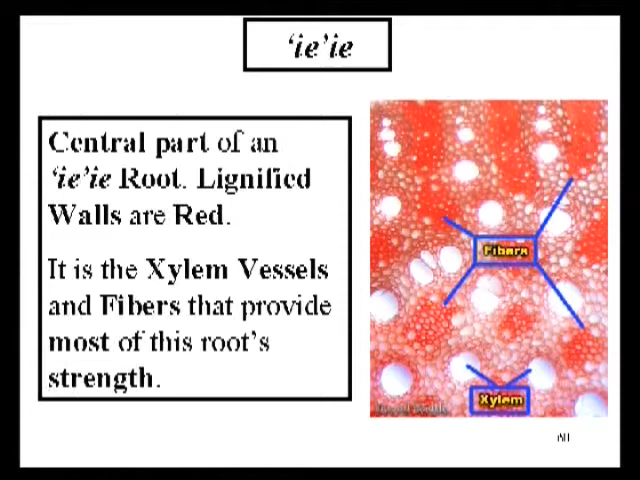 ‘ie’ie
Central part of an
‘ie’ie Root. Lignified
Walls are Red.
It is the Xylem Vessels
and Fibers that provide
most of this root’s
strength.
Fibers
Xylem